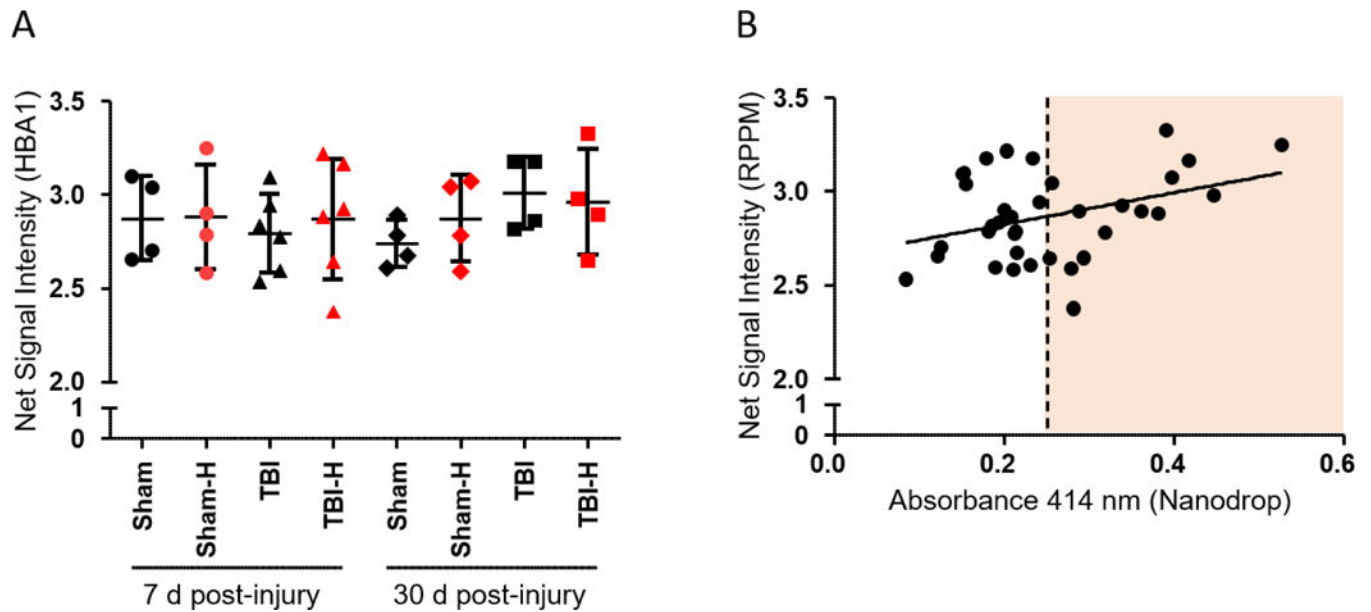 A
Net Signal Intensity (HBA1)
3.5
3.0
2.5
2.0
1
0
Sham
Sham-H
TBI
TBI-H
Sham
Sham-H
TBI
TBI-H
7 d post-injury
30 d post-injury
B
Net Signal Intensity (RPPM)
3.5
3.0
2.5
2.0
1
0
0.0
0.2
0.4
0.6
Absorbance 414 nm (Nanodrop)